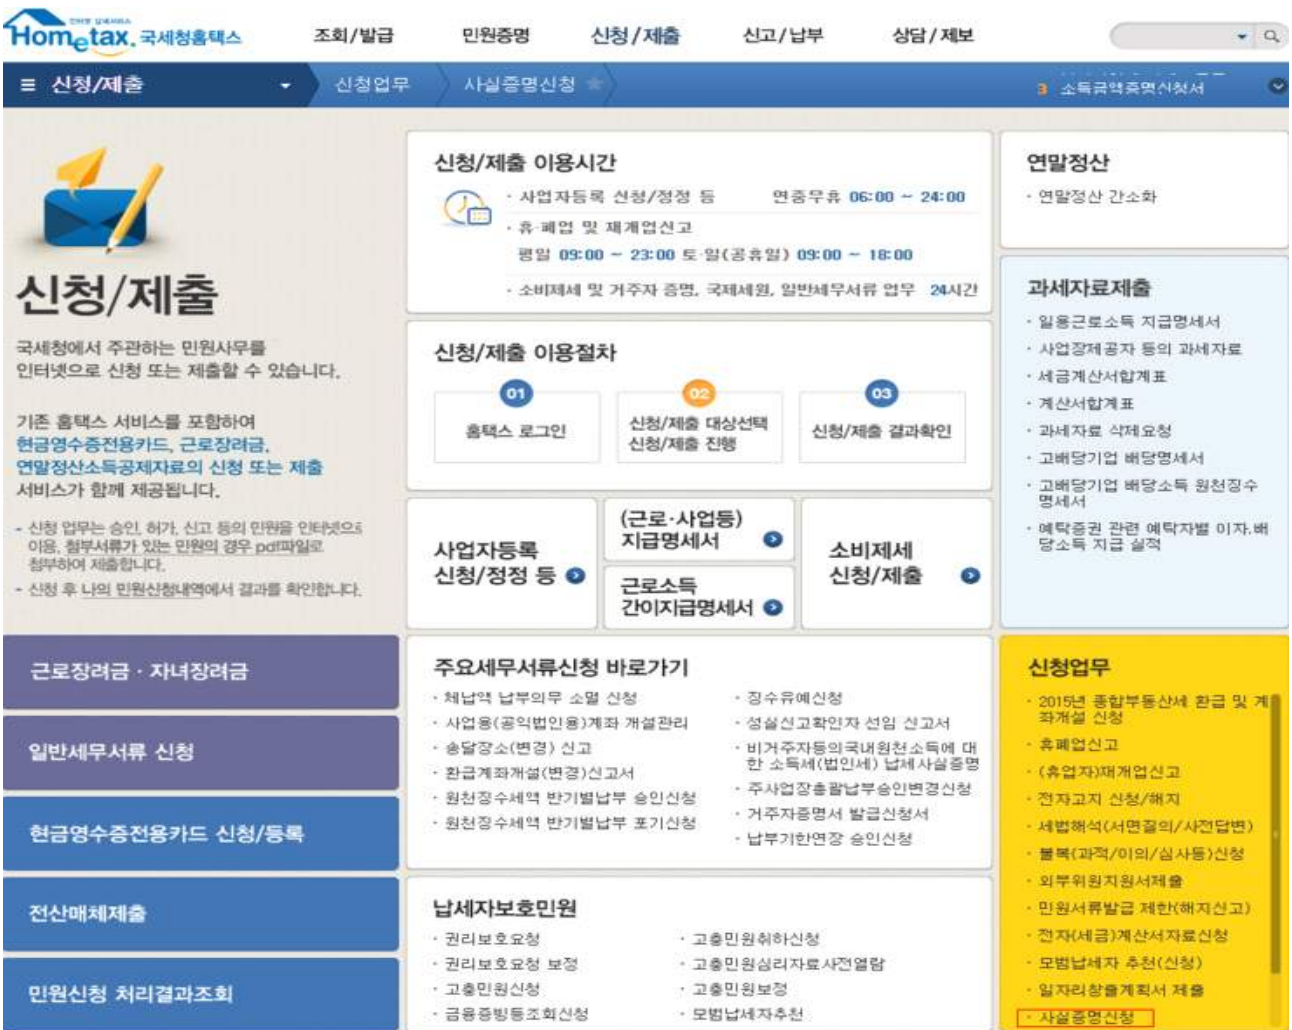 인터넷 납세서비스
Hometax. 국세청홈택스
조회/발급
민원증명
신청/제출
신고/납부
상담/제보
신청/제출
신청업무
사실증명신청
3 소득금액증명신청서
신청/제출
국세청에서 주관하는 민원사무를
인터넷으로 신청 또는 제출할 수 있습니다.
기존 홈택스 서비스를 포함하여
현금영수증전용카드, 근로장려금,
연말정산소득공제자료의 신청 또는 제출
서비스가 함께 제공됩니다.
- 신청 업무는 승인, 허가, 신고 등의 민원을 인터넷으로
이용, 첨부서류가 있는 민원의 경우 pdf파일로
첨부하여 제출합니다.
- 신청 후 나의 민원신청내역에서 결과를 확인합니다.
근로장려금 · 자녀장려금
일반세무서류 신청
현금영수증전용카드 신청/등록
전산매체제출
민원신청 처리결과조회
신청/제출 이용시간
· 사업자등록 신청/정정 등 연중무휴 06:00 ~ 24:00
· 휴·폐업 및 재개업신고
평일 09:00 ~ 23:00 토·일(공휴일) 09:00 ~ 18:00
· 소비제세 및 거주자 증명, 국제세원, 일반세무서류 업무 24시간
신청/제출 이용절차
01
홈택스 로그인
02
신청/제출 대상선택
신청/제출 진행
03
신청/제출 결과확인
사업자등록
신청/정정 등
(근로·사업등)
지급명세서
근로소득
간이지급명세서
소비제세
신청/제출
주요세무서류신청 바로가기
· 체납액 납부의무 소멸 신청
· 사업용(공익법인용)계좌 개설관리
· 송달장소(변경) 신고
· 환급계좌개설(변경)신고서
· 원천징수세액 반기별납부 승인신청
· 원천징수세액 반기별납부 포기신청
· 징수유예신청
· 성실신고확인자 선임 신고서
· 비거주자등의국내원천소득에 대
한 소득세(법인세) 납세사실증명
· 주사업장총괄납부승인변경신청
· 거주자증명서 발급신청서
· 납부기한연장 승인신청
납세자보호민원
· 권리보호요청
· 권리보호요청 보정
· 고충민원신청
· 금융증빙등조회신청
· 고충민원취하신청
· 고충민원심리자료사전열람
· 고충민원보정
· 모범납세자추천
연말정산
· 연말정산 간소화
과세자료제출
· 일용근로소득 지급명세서
· 사업장제공자 등의 과세자료
· 세금계산서합계표
· 계산서합계표
· 과세자료 삭제요청
· 고배당기업 배당명세서
· 고배당기업 배당소득 원천징수
명세서
· 예탁증권 관련 예탁자별 이자.배
당소득 지급 실적
신청업무
· 2015년 종합부동산세 환급 및 계
좌개설 신청
· 휴폐업신고
· (휴업자)재개업신고
· 전자고지 신청/해지
· 세법해석(서면질의/사전답변)
· 불복(과적/이의/심사등)신청
· 외부위원지원서제출
· 민원서류발급 제한(해지신고)
· 전자(세금)계산서자료신청
· 모범납세자 추천(신청)
· 일자리창출계획서 제출
· 사실증명신청